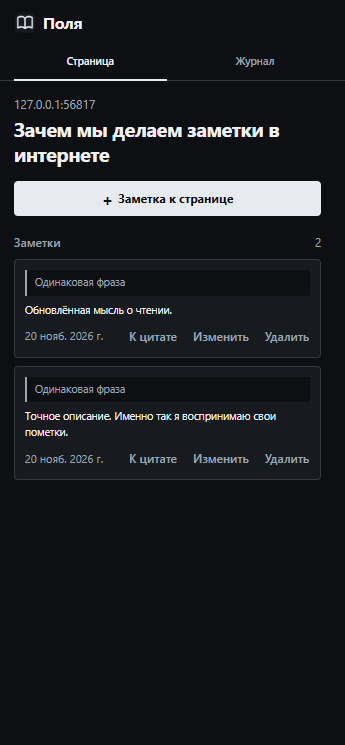 Поля
Страница
Журнал
127.0.0.1:56817
Зачем мы делаем заметки в
интернете
+ Заметка к странице
Заметки 2
Одинаковая фраза
Обновлённая мысль о чтении.
20 нояб. 2026 г. К цитате Изменить Удалить
Одинаковая фраза
Точное описание. Именно так я воспринимаю свои
пометки.
20 нояб. 2026 г. К цитате Изменить Удалить